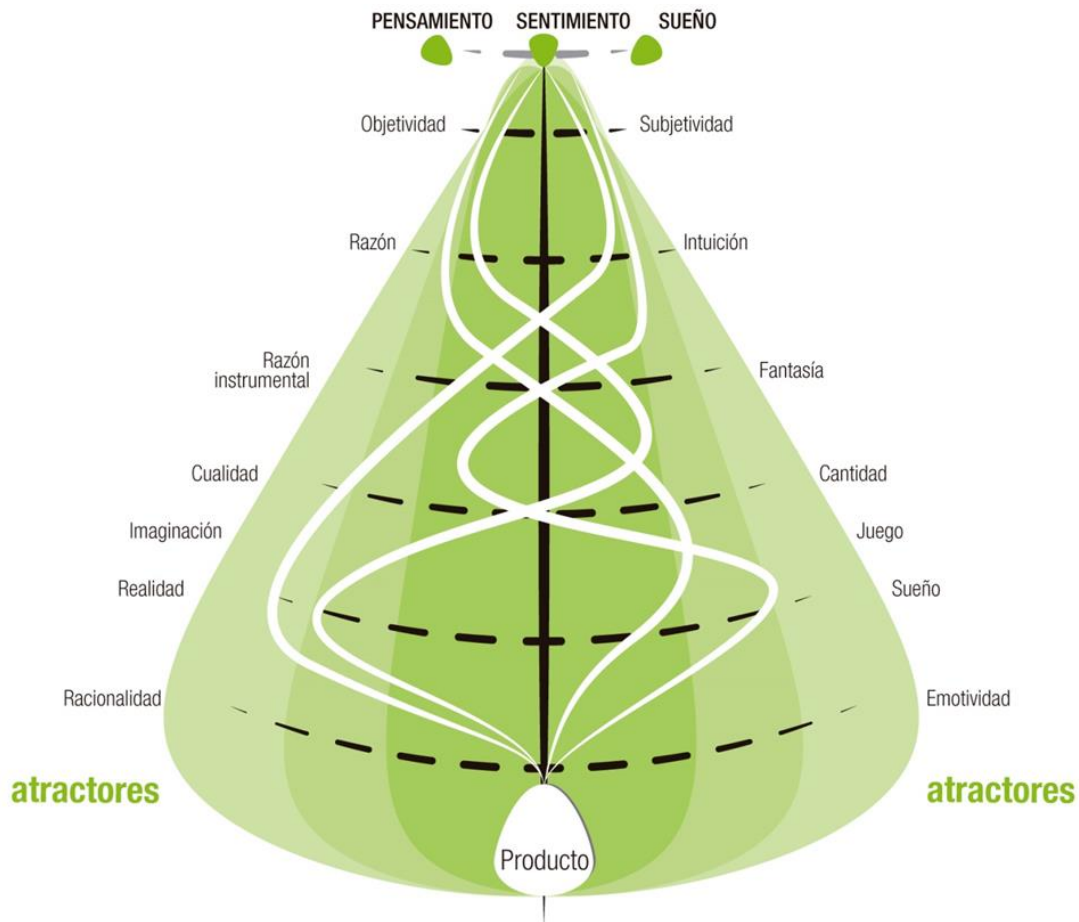 PENSAMIENTO SENTIMIENTO SUEÑO
Objetividad
Subjetividad
Razón
Intuición
Razón
instrumental
Fantasía
Cualidad
Cantidad
Imaginación
Juego
Realidad
Sueño
Racionalidad
Emotividad
atractores
atractores
Producto